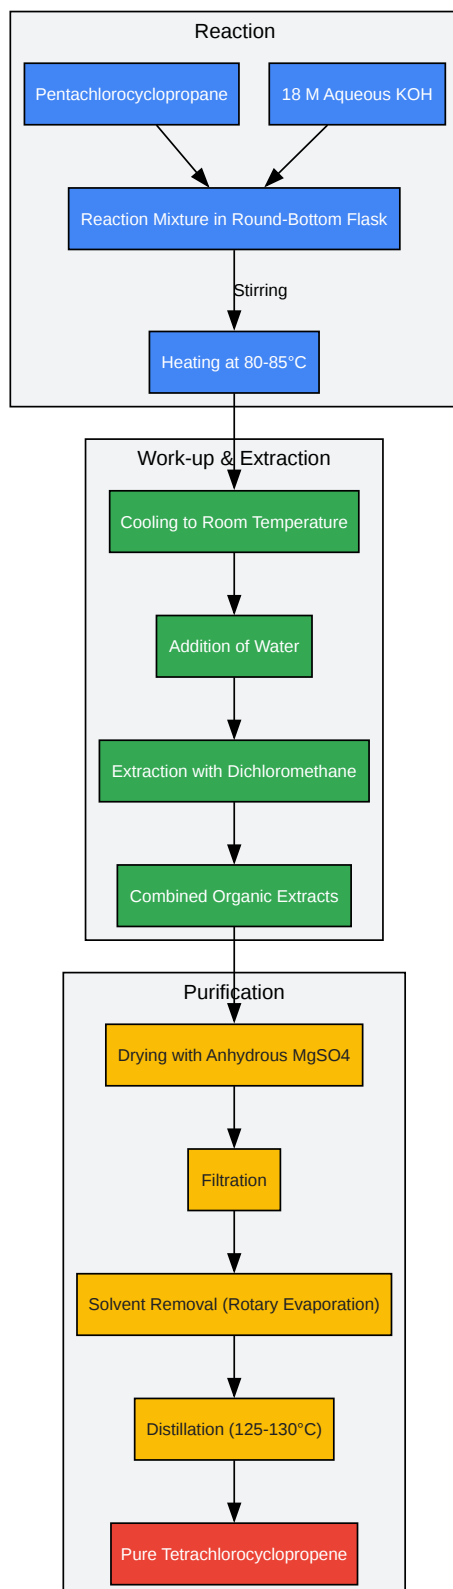 Reaction
Pentachlorocyclopropane
18 M Aqueous KOH
Reaction Mixture in Round-Bottom Flask
Stirring
Heating at 80-85°C
Work-up & Extraction
Cooling to Room Temperature
Addition of Water
Extraction with Dichloromethane
Combined Organic Extracts
Purification
Drying with Anhydrous MgSO4
Filtration
Solvent Removal (Rotary Evaporation)
Distillation (125-130°C)
Pure Tetrachlorocyclopropene